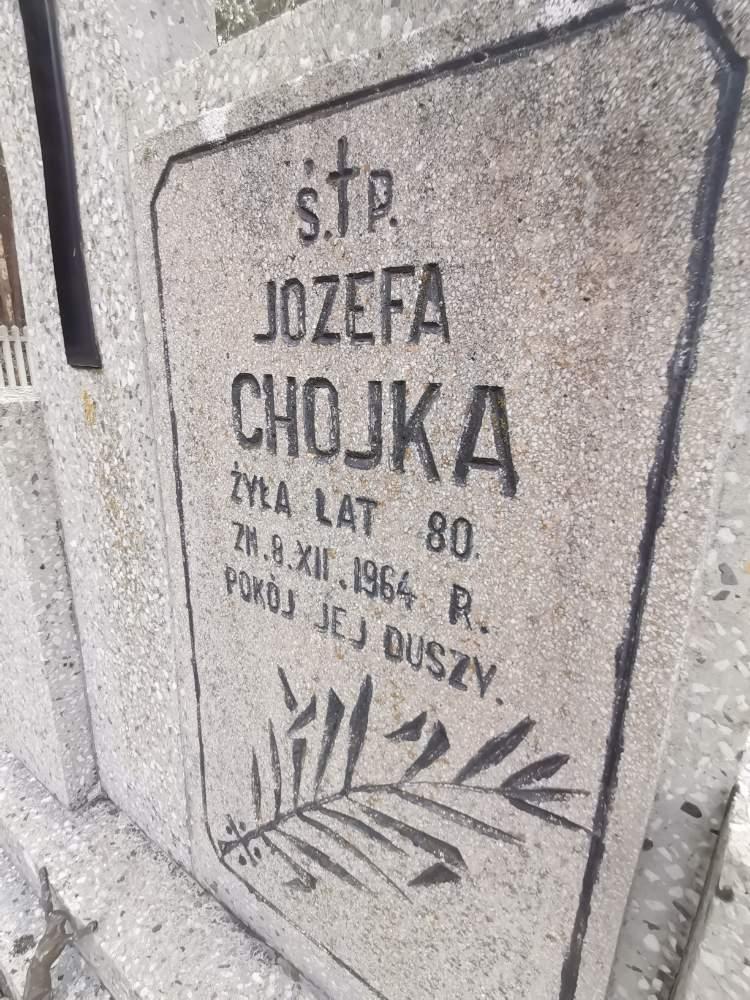 Ś.†P.
JOZEFA
CHOJKA
ŻYŁA LAT 80.
ZM.8.XII.1964 R.
POKÓJ JEJ DUSZY.